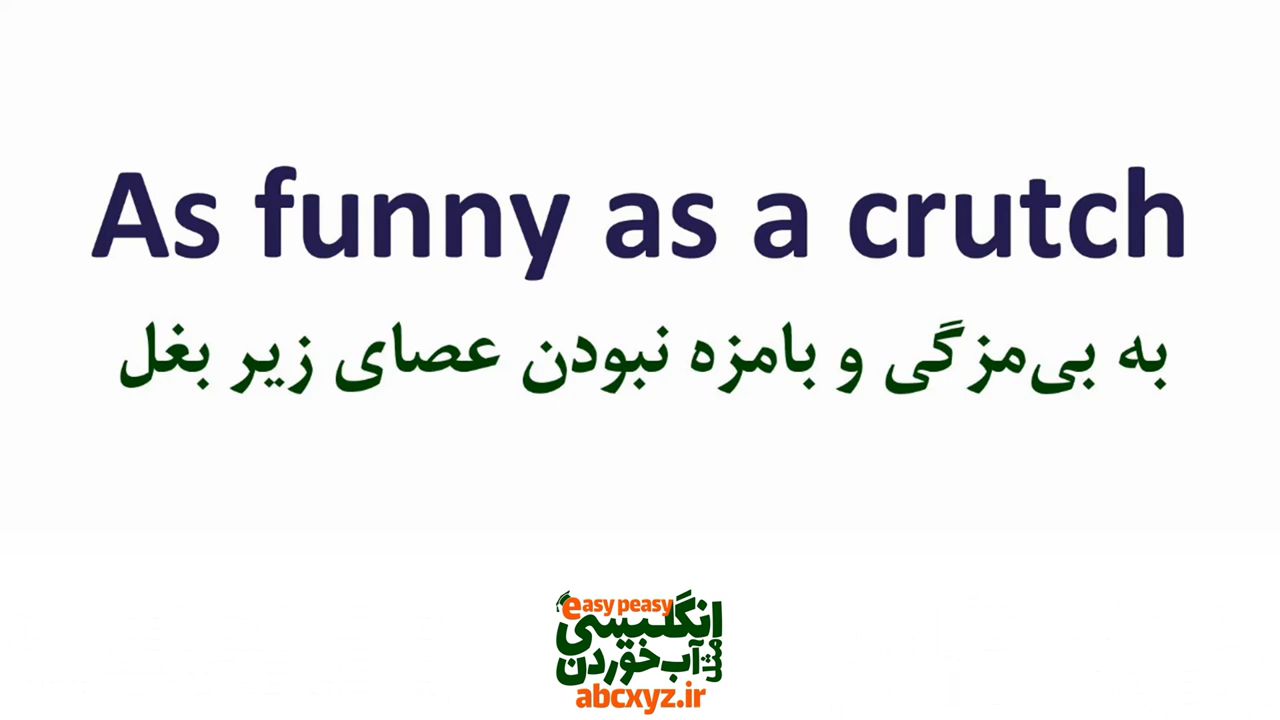 As funny as a crutch
به بی‌مزگی و بامزه نبودن عصای زیر بغل
easy peasy
انگلیسی
مثل آب خوردن
abcxyz.ir